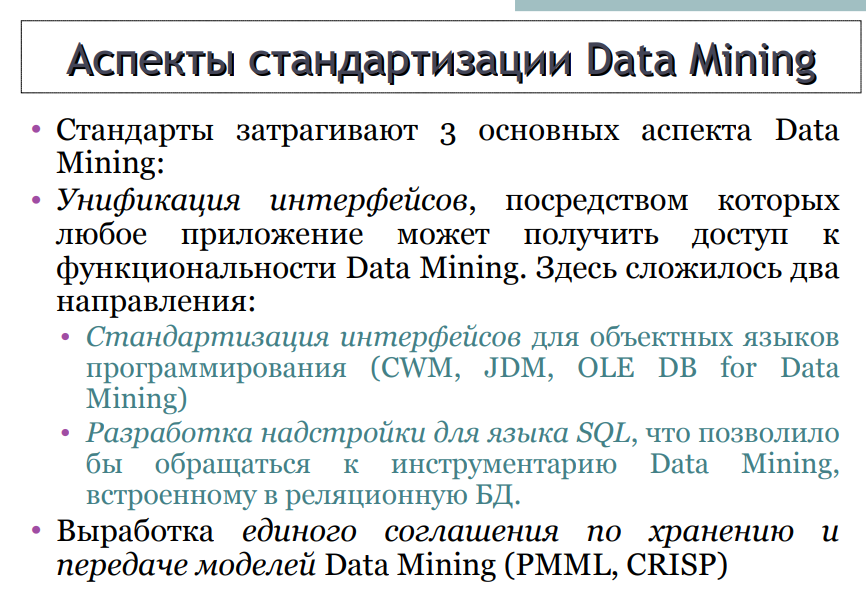 Аспекты стандартизации Data Mining
• Стандарты затрагивают 3 основных аспекта Data
Mining:
• Унификация интерфейсов, посредством которых
любое приложение может получить доступ к
функциональности Data Mining. Здесь сложилось два
направления:
• Стандартизация интерфейсов для объектных языков
программирования (CWM, JDM, OLE DB for Data
Mining)
• Разработка надстройки для языка SQL, что позволило
бы обращаться к инструментарию Data Mining,
встроенному в реляционную БД.
• Выработка единого соглашения по хранению и
передаче моделей Data Mining (PMML, CRISP)